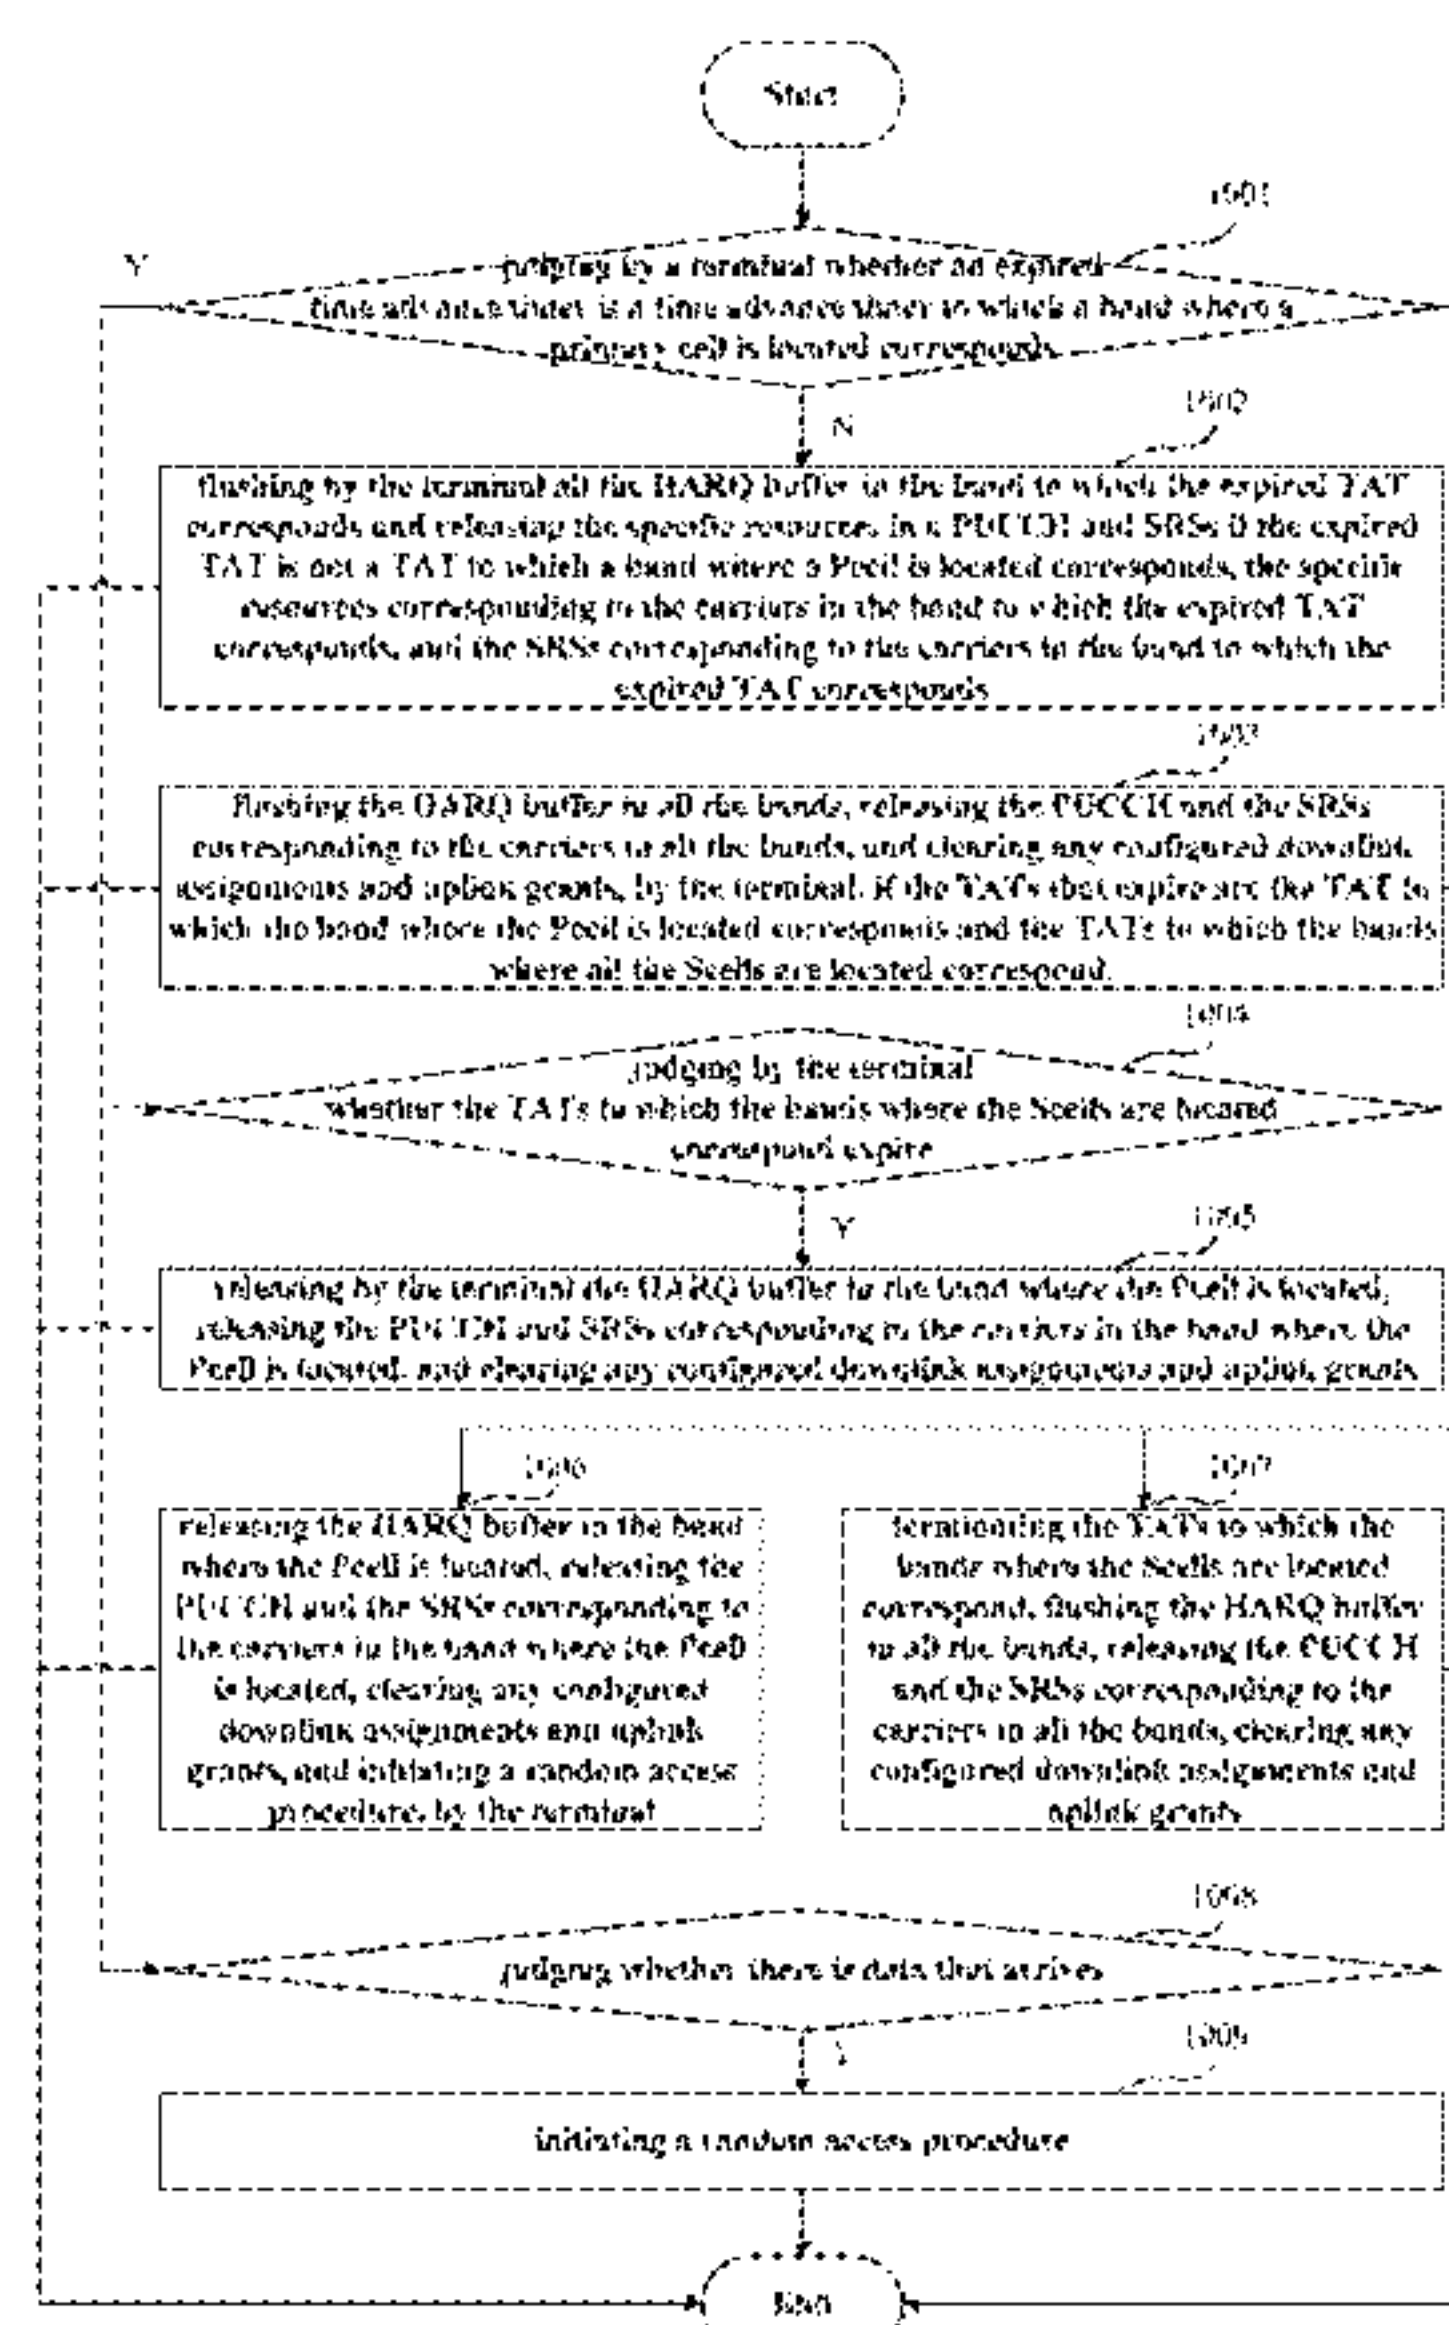 Start
1001
Y
judging by a terminal whether an expired
time advance timer is a time advance timer to which a band where a
primary cell is located corresponds
1002
N
flushing by the terminal all the HARQ buffer in the band to which the expired TAT
corresponds and releasing the specific resources in a PUCCH and SRSs if the expired
TAT is not a TAT to which a band where a Pcell is located corresponds, the specific
resources corresponding to the carriers in the band to which the expired TAT
corresponds, and the SRSs corresponding to the carriers in the band to which the
expired TAT corresponds
1003
flushing the HARQ buffer in all the bands, releasing the PUCCH and the SRSs
corresponding to the carriers in all the bands, and clearing any configured downlink
assignments and uplink grants, by the terminal, if the TATs that expire are the TAT to
which the band where the Pcell is located corresponds and the TATs to which the bands
where all the Scells are located correspond.
1004
judging by the terminal
whether the TATs to which the bands where the Scells are located
correspond expire
1005
Y
releasing by the terminal the HARQ buffer in the band where the Pcell is located,
releasing the PUCCH and SRSs corresponding to the carriers in the band where the
Pcell is located, and clearing any configured downlink assignments and uplink grants
1006
releasing the HARQ buffer in the band
where the Pcell is located, releasing the
PUCCH and the SRSs corresponding to
the carriers in the band where the Pcell
is located, clearing any configured
downlink assignments and uplink
grants, and initiating a random access
procedure, by the terminal
1007
terminating the TATs to which the
bands where the Scells are located
correspond, flushing the HARQ buffer
in all the bands, releasing the PUCCH
and the SRSs corresponding to the
carriers in all the bands, clearing any
configured downlink assignments and
uplink grants
1008
judging whether there is data that arrives
1009
initiating a random access procedure
End